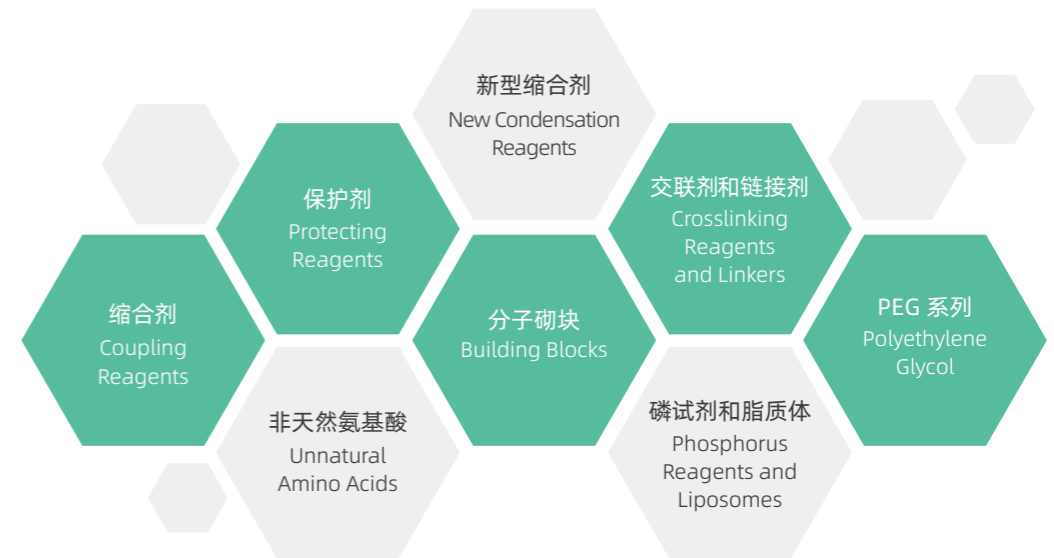 新型缩合剂
New Condensation
Reagents
保护剂
Protecting
Reagents
交联剂和链接剂
Crosslinking
Reagents
and Linkers
缩合剂
Coupling
Reagents
分子砌块
Building Blocks
PEG 系列
Polyethylene
Glycol
非天然氨基酸
Unnatural
Amino Acids
磷试剂和脂质体
Phosphorus
Reagents and
Liposomes